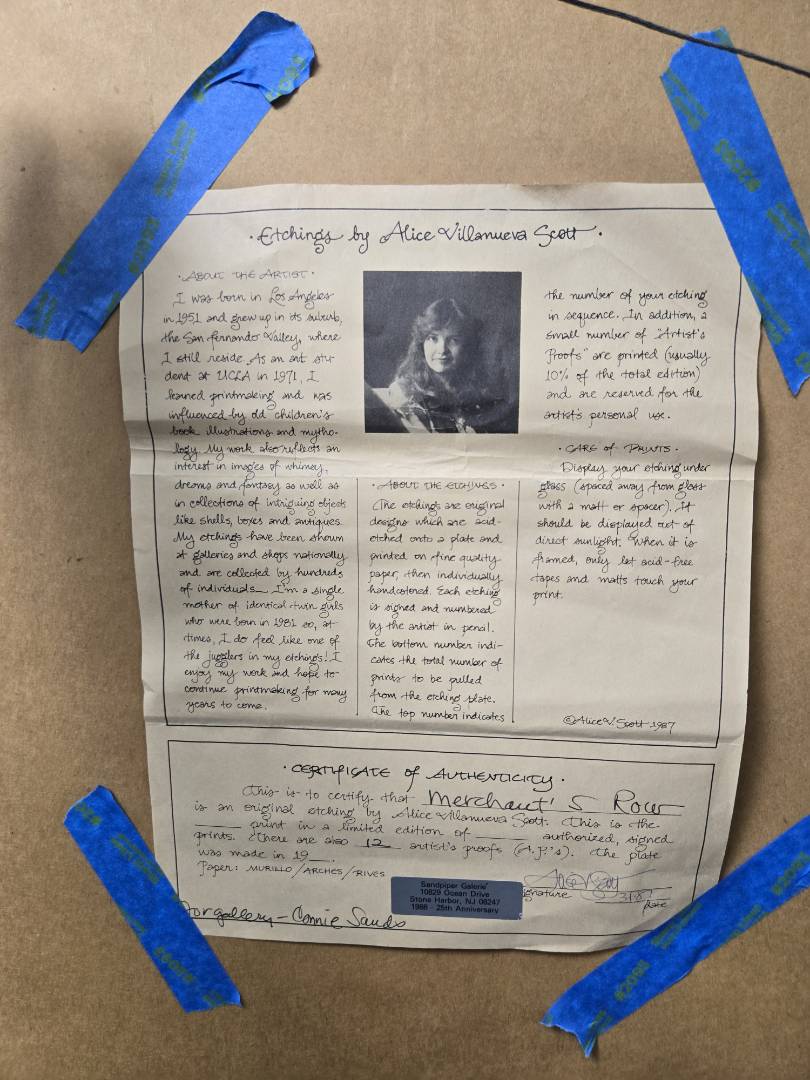 · Etchings by Alice Villanueva Scott ·
· ABOUT THE ARTIST ·
I was born in Los Angeles
in 1951 and grew up in its suburb,
the San Fernando Valley, where
I still reside. As an art stu-
dent at UCLA in 1971, I
learned printmaking and was
influenced by old children's
book illustrations and mytho-
logy. My work also reflects an
interest in images of whimsy,
dreams and fantasy as well as
in collections of intriguing objects
like shells, boxes and antiques.
My etchings have been shown
at galleries and shops nationally
and are collected by hundreds
of individuals. I'm a single
mother of identical twin girls
who were born in 1981 so, at
times, I do feel like one of
the jugglers in my etchings! I
enjoy my work and hope to
continue printmaking for many
years to come.
· ABOUT THE ETCHINGS ·
The etchings are original
designs which are acid-
etched onto a plate and
printed on fine quality
paper, then individually
handcolored. Each etching
is signed and numbered
by the artist in pencil.
The bottom number indi-
cates the total number of
prints to be pulled
from the etching plate.
The top number indicates
the number of your etching
in sequence. In addition, a
small number of "Artist's
Proofs" are printed (usually
10% of the total edition)
and are reserved for the
artist's personal use.
· CARE of PRINTS ·
Display your etching under
glass (spaced away from glass
with a matt or spacer). It
should be displayed out of
direct sunlight. When it is
framed, only let acid-free
tapes and matts touch your
print.
©Alice V. Scott 1987
· CERTIFICATE of AUTHENTICITY ·
This is to certify that Merchant's Row
is an original etching by Alice Villanueva Scott. This is the
print in a limited edition of authorized, signed
prints. There are also 12 artist's proofs (A.P.'s). The plate
was made in 19
Paper: MURILLO/ARCHES/RIVES
Signature
Date
Sandpiper Galerie
10829 Ocean Drive
Stone Harbor, NJ 08247
1988 - 25th Anniversary
for gallery - Connie Sands